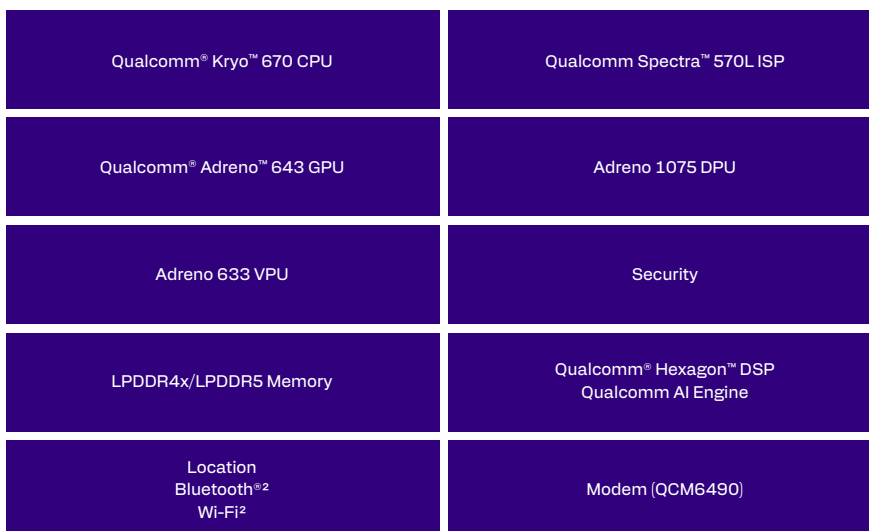 Qualcomm® Kryo™ 670 CPU
Qualcomm Spectra™ 570L ISP
Qualcomm® Adreno™ 643 GPU
Adreno 1075 DPU
Adreno 633 VPU
Security
LPDDR4x/LPDDR5 Memory
Qualcomm® Hexagon™ DSP
Qualcomm AI Engine
Location
Bluetooth®²
Wi-Fi²
Modem (QCM6490)